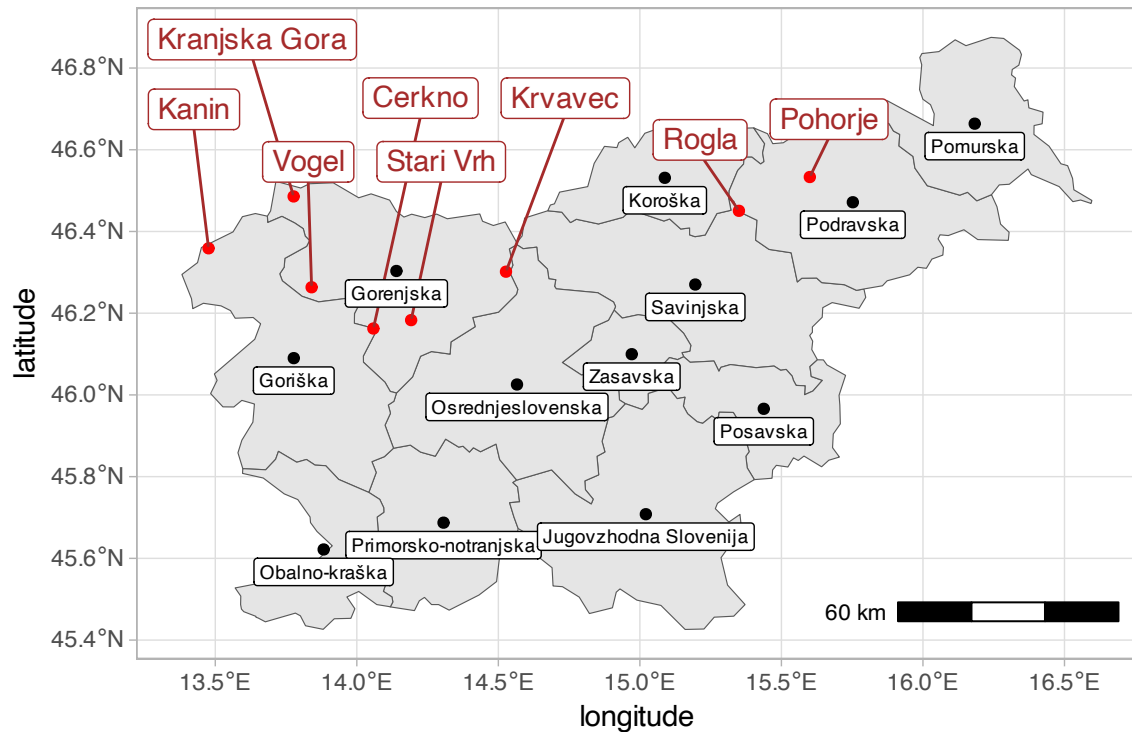 Kranjska Gora
46.8°N
Kanin
Cerkno
Krvavec
Pohorje
Pomurska
46.6°N
Vogel
Stari Vrh
Rogla
Koroška
Podravska
46.4°N
Gorenjska
Savinjska
46.2°N
latitude
Goriška
Zasavska
46.0°N
Osrednjeslovenska
Posavska
45.8°N
Primorsko-notranjska
Jugovzhodna Slovenija
45.6°N
Obalno-kraška
60 km
45.4°N
13.5°E
14.0°E
14.5°E
15.0°E
15.5°E
16.0°E
16.5°E
longitude